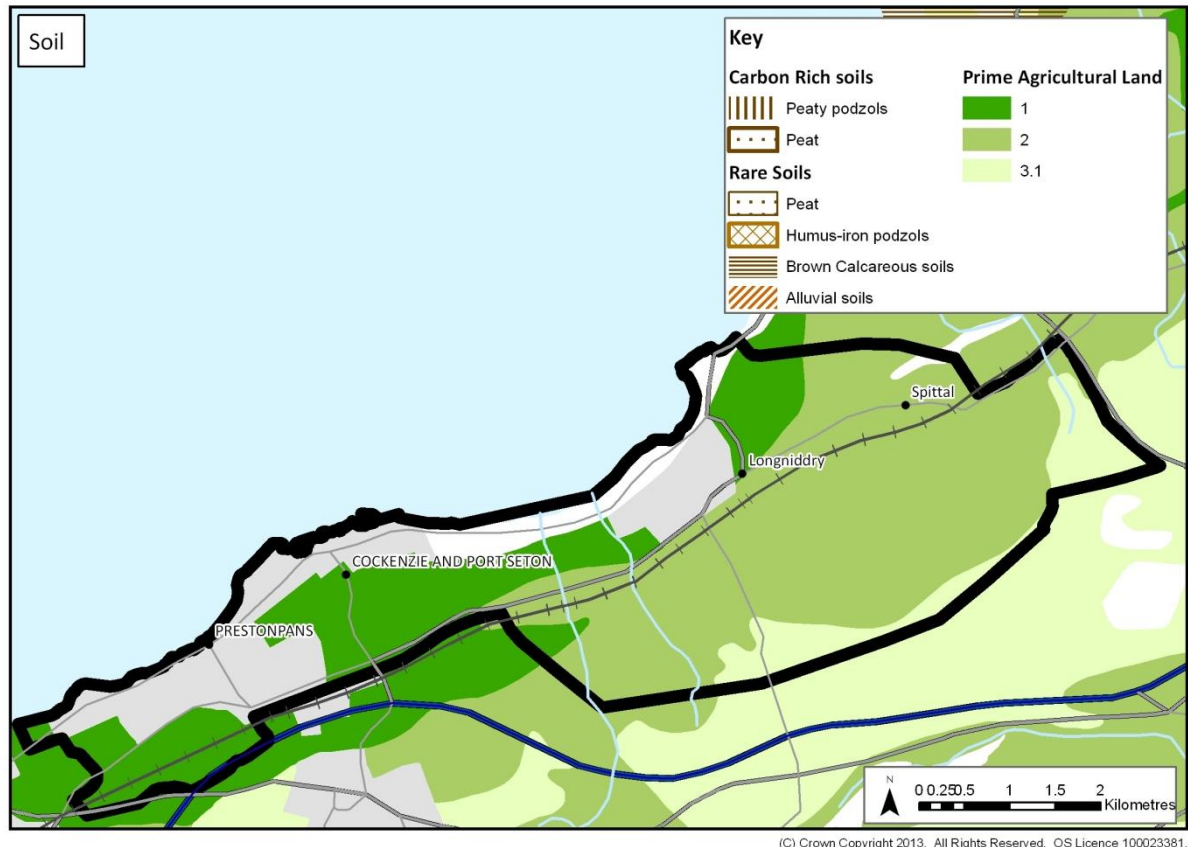 Soil
Key
Carbon Rich soils
Peaty podzols
Peat
Rare Soils
Peat
Humus-iron podzols
Brown Calcareous soils
Alluvial soils
Prime Agricultural Land
1
2
3.1
Spittal
Longniddry
COCKENZIE AND PORT SETON
PRESTONPANS
N
0 0.25 0.5 1 1.5 2
Kilometres
(C) Crown Copyright 2013. All Rights Reserved. OS Licence 100023381.